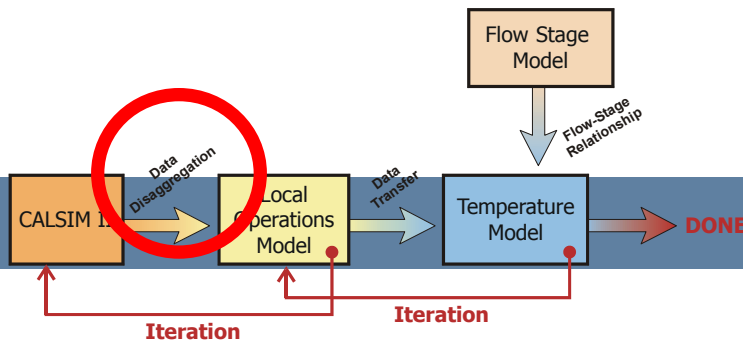 Flow Stage
Model
Flow-Stage
Relationship
Data
Disaggregation
Data
Transfer
CALSIM I
Local
Operations
Model
Temperature
Model
DONE
Iteration
Iteration